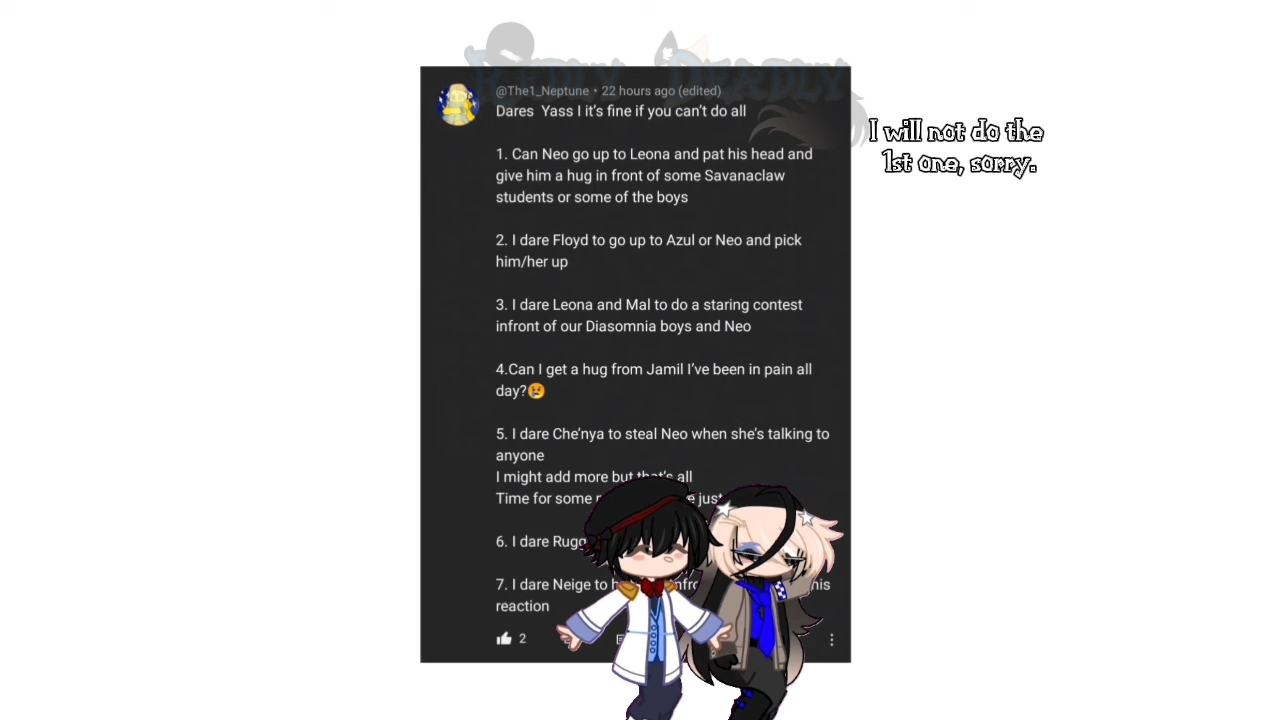 REDLY DEADLY
@The1_Neptune • 22 hours ago (edited)
Dares Yass I it's fine if you can't do all
1. Can Neo go up to Leona and pat his head and
give him a hug in front of some Savanaclaw
students or some of the boys
2. I dare Floyd to go up to Azul or Neo and pick
him/her up
3. I dare Leona and Mal to do a staring contest
infront of our Diasomnia boys and Neo
4.Can I get a hug from Jamil I've been in pain all
day?😢
5. I dare Che'nya to steal Neo when she's talking to
anyone
I might add more but that's all
Time for some just
6. I dare Rugg
7. I dare Neige to his
reaction
2
I will not do the
1st one, sorry.